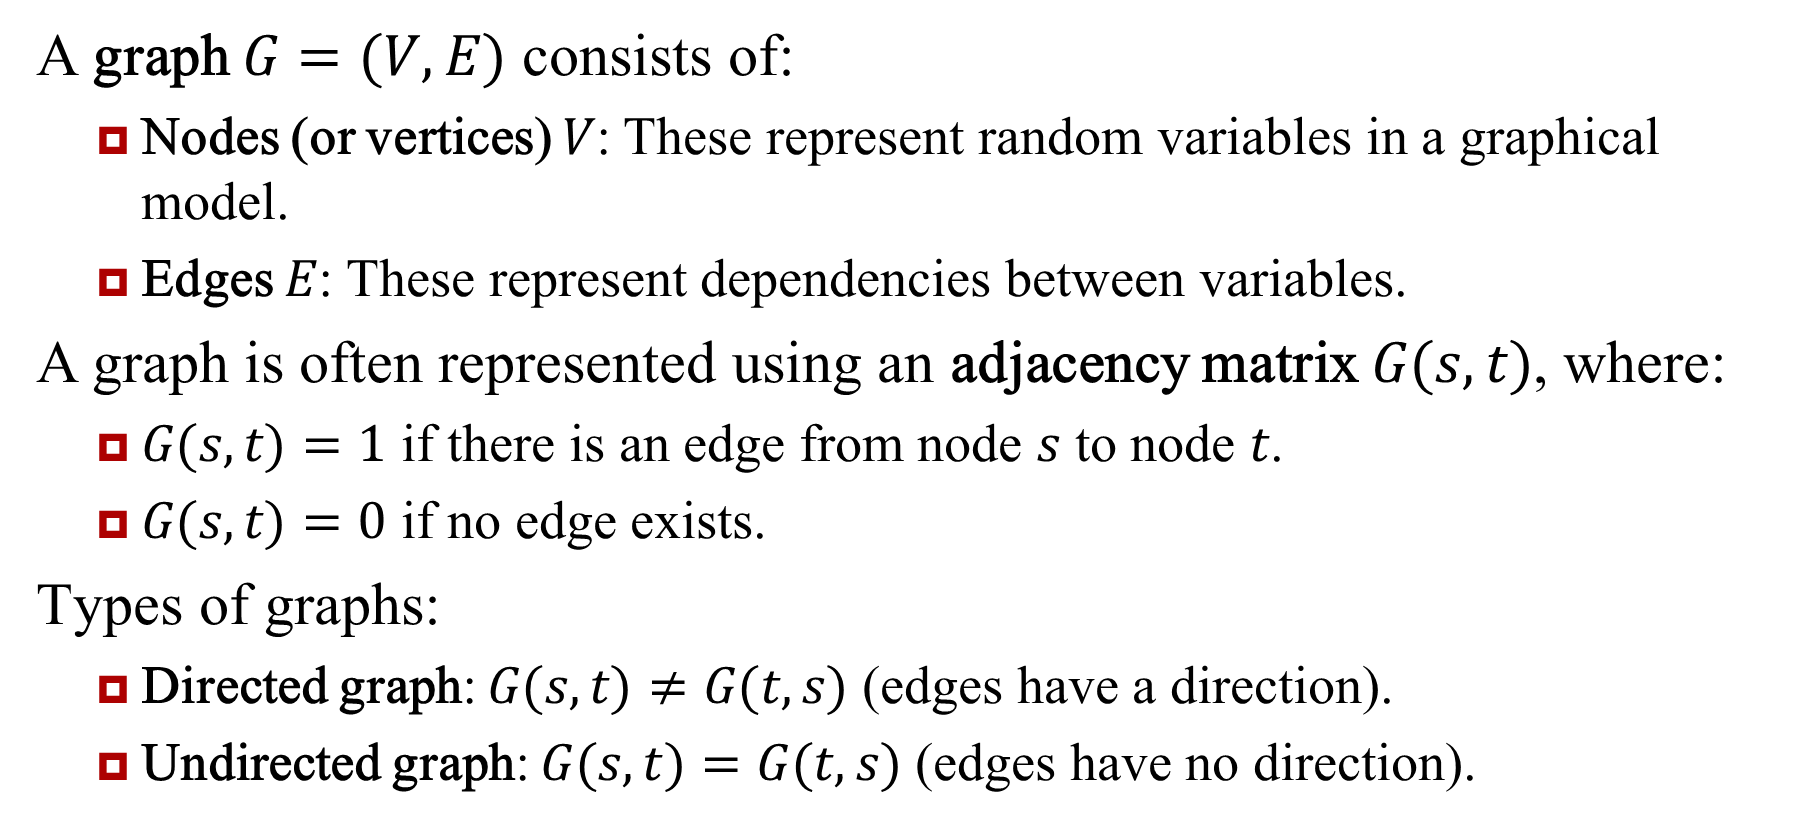 A graph G = (V, E) consists of:
Nodes (or vertices) V: These represent random variables in a graphical
model.
Edges E: These represent dependencies between variables.
A graph is often represented using an adjacency matrix G(s, t), where:
G(s, t) = 1 if there is an edge from node s to node t.
G(s, t) = 0 if no edge exists.
Types of graphs:
Directed graph: G(s, t) ≠ G(t, s) (edges have a direction).
Undirected graph: G(s, t) = G(t, s) (edges have no direction).